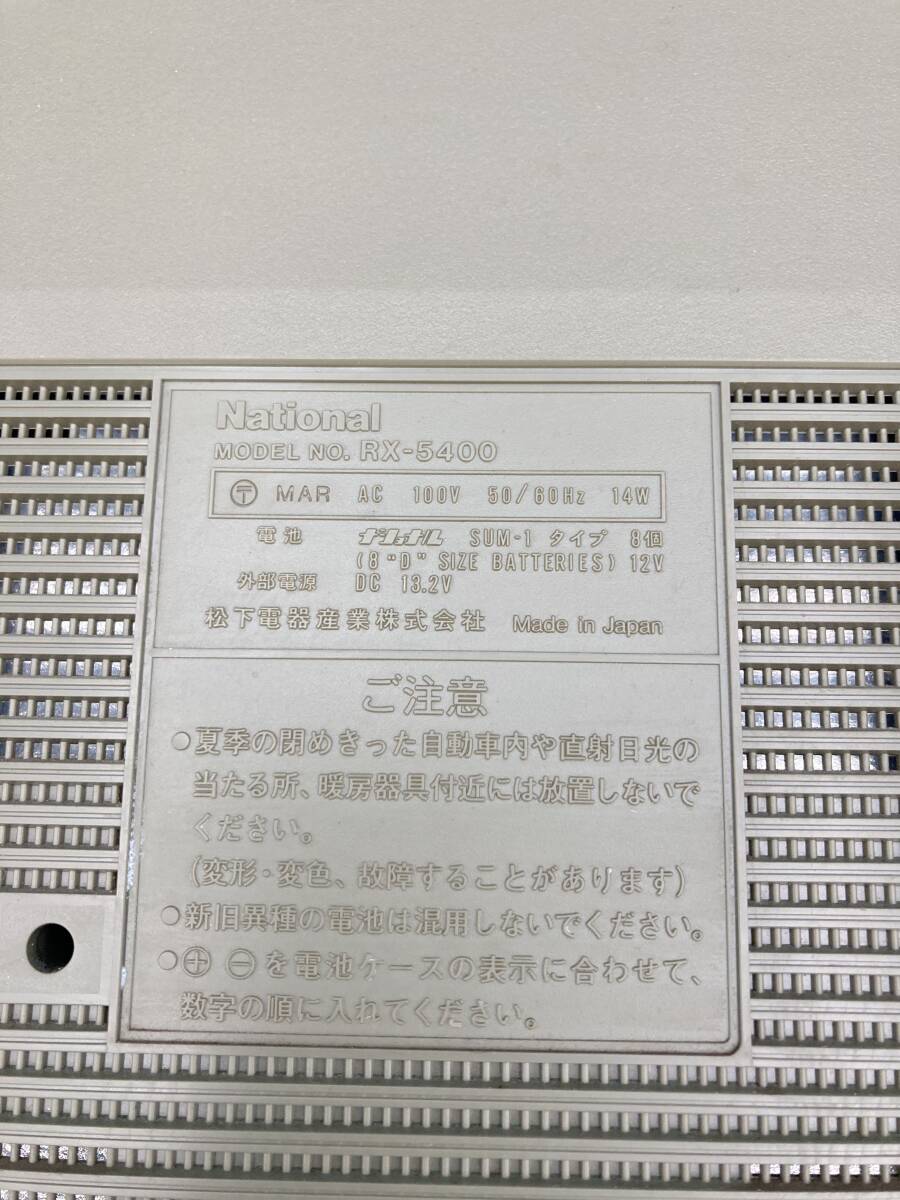 National
MODEL NO. RX-5400
〒 MAR AC 100V 50/60Hz 14W
電池 ナショナル SUM-1 タイプ 8個
(8 "D" SIZE BATTERIES) 12V
外部電源 DC 13.2V
松下電器産業株式会社 Made in Japan
ご注意
○夏季の閉めきった自動車内や直射日光の
当たる所、暖房器具付近には放置しないで
ください。
(変形・変色、故障することがあります)
○新旧異種の電池は混用しないでください。
○⊕ ⊖を電池ケースの表示に合わせて、
数字の順に入れてください。